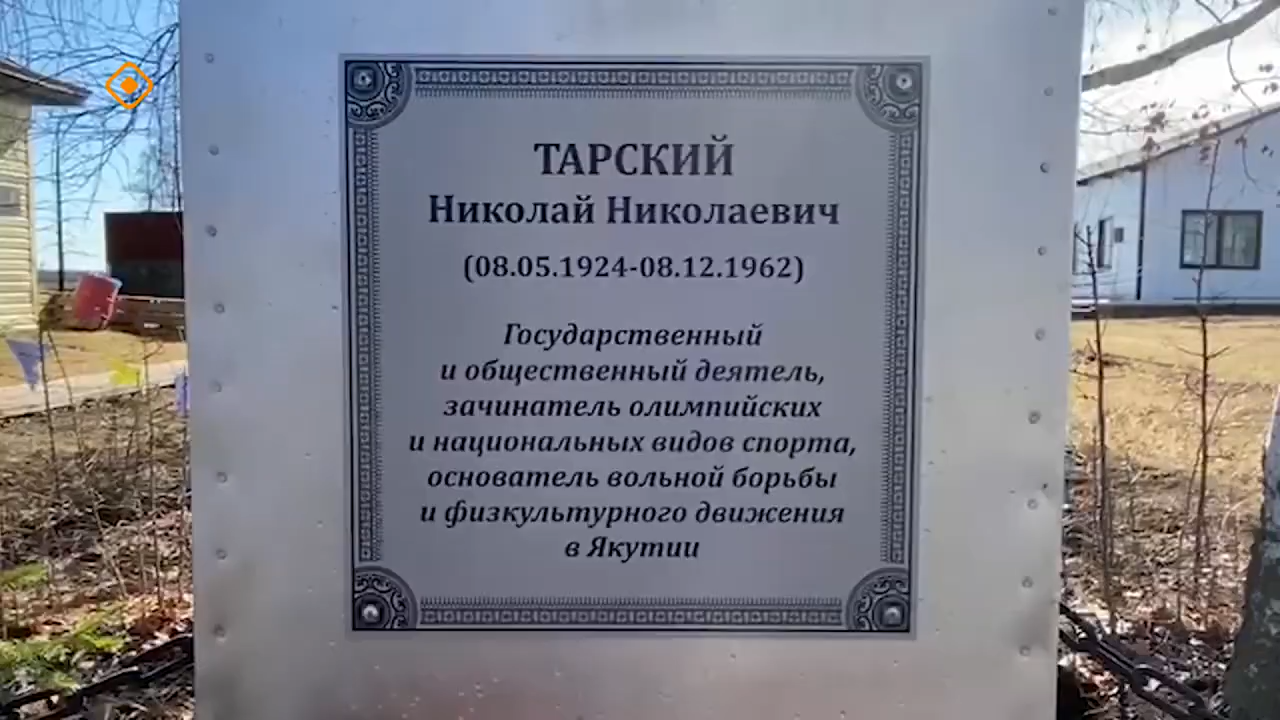 ТАРСКИЙ
Николай Николаевич
(08.05.1924-08.12.1962)
Государственный
и общественный деятель,
зачинатель олимпийских
и национальных видов спорта,
основатель вольной борьбы
и физкультурного движения
в Якутии